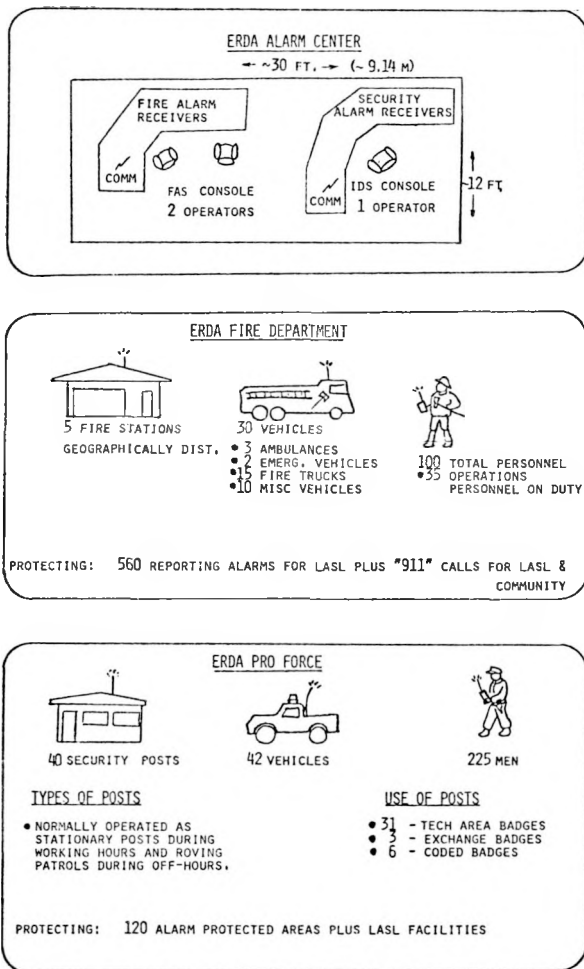 ERDA ALARM CENTER
← ~30 FT. → (~ 9.14 M)
FIRE ALARM
RECEIVERS
SECURITY
ALARM RECEIVERS
COMM
FAS CONSOLE
2 OPERATORS
COMM
IDS CONSOLE
1 OPERATOR
~12 FT.
ERDA FIRE DEPARTMENT
5 FIRE STATIONS
GEOGRAPHICALLY DIST.
30 VEHICLES
• 3 AMBULANCES
• 2 EMERG. VEHICLES
•15 FIRE TRUCKS
•10 MISC VEHICLES
100 TOTAL PERSONNEL
•35 OPERATIONS
PERSONNEL ON DUTY
PROTECTING: 560 REPORTING ALARMS FOR LASL PLUS "911" CALLS FOR LASL &
COMMUNITY
ERDA PRO FORCE
40 SECURITY POSTS
42 VEHICLES
225 MEN
TYPES OF POSTS
• NORMALLY OPERATED AS
STATIONARY POSTS DURING
WORKING HOURS AND ROVING
PATROLS DURING OFF-HOURS.
USE OF POSTS
• 31 - TECH AREA BADGES
• 3 - EXCHANGE BADGES
• 6 - CODED BADGES
PROTECTING: 120 ALARM PROTECTED AREAS PLUS LASL FACILITIES